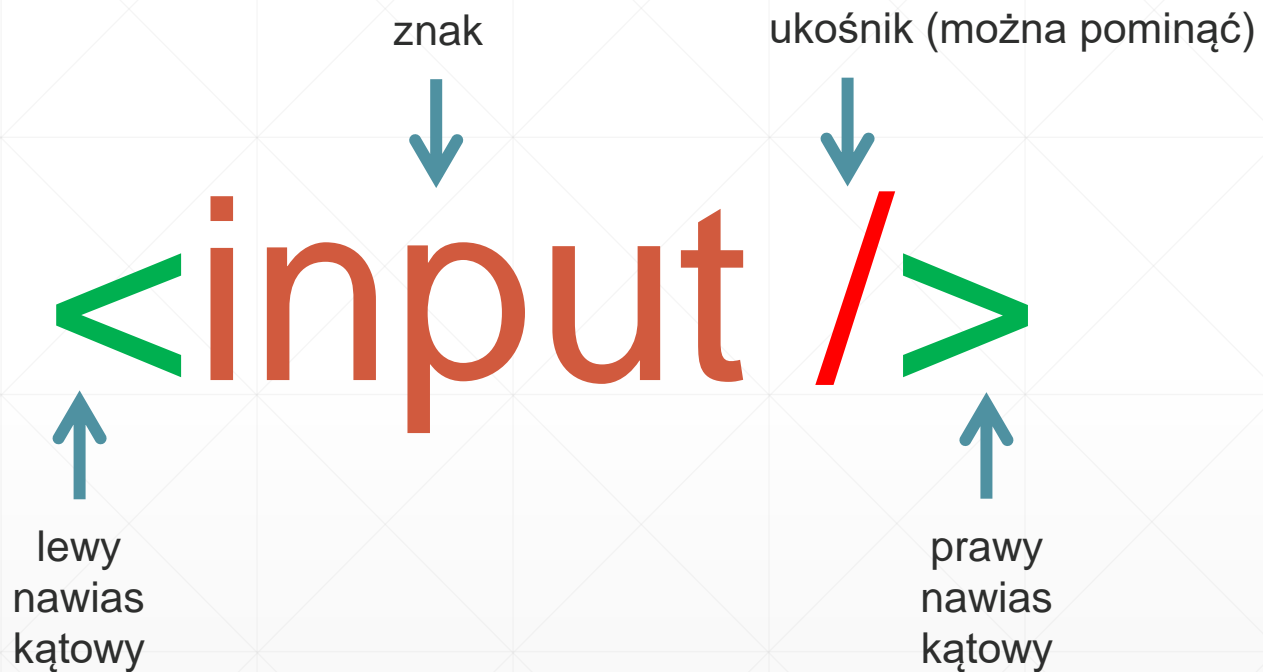 znak
ukośnik (można pominąć)
<input />
lewy
nawias
kątowy
prawy
nawias
kątowy